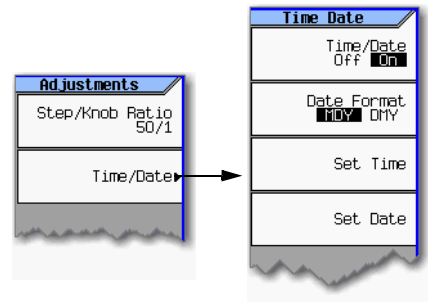 Adjustments
Step/Knob Ratio
50/1
Time/Date
Time Date
Time/Date
Off On
Date Format
MDY DMY
Set Time
Set Date